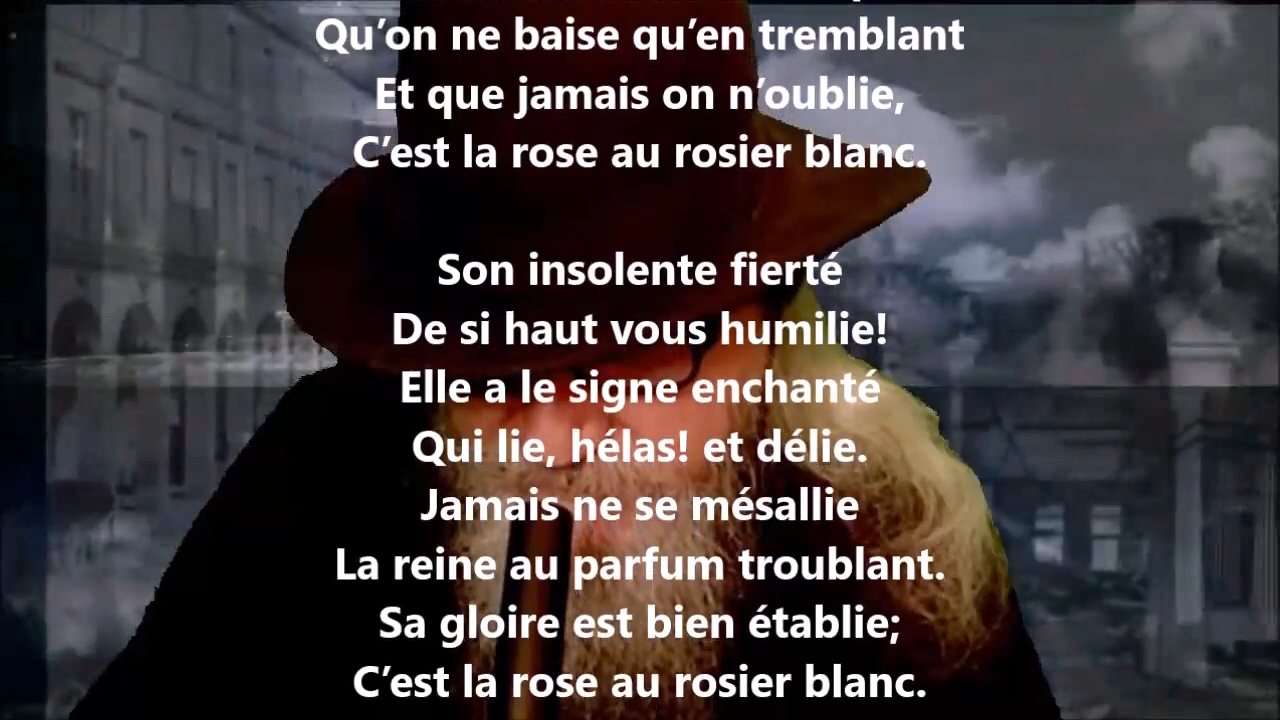 Qu’on ne baise qu’en tremblant
Et que jamais on n’oublie,
C’est la rose au rosier blanc.
Son insolente fierté
De si haut vous humilie!
Elle a le signe enchanté
Qui lie, hélas! et délie.
Jamais ne se mésallie
La reine au parfum troublant.
Sa gloire est bien établie;
C’est la rose au rosier blanc.